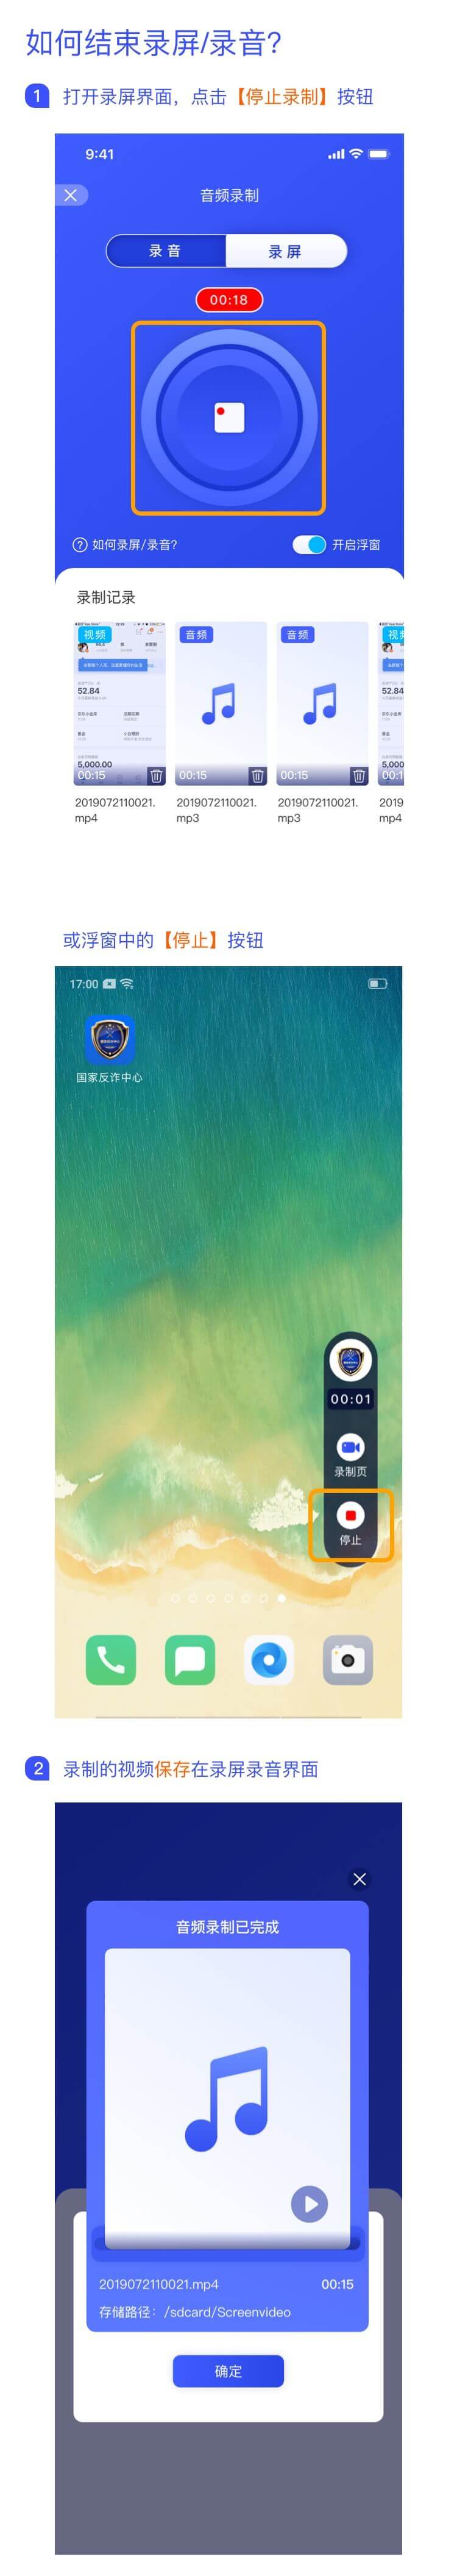 如何结束录屏/录音?
1 打开录屏界面，点击【停止录制】按钮
9:41
音频录制
录音 录屏
00:18
? 如何录屏/录音? 开启浮窗
录制记录
视频 音频 音频 视频
52.84
5,000.00
00:15 00:15 00:15 00:1
2019072110021. 2019072110021. 2019072110021. 2019
mp4 mp3 mp3 mp4
或浮窗中的【停止】按钮
17:00
国家反诈中心
国家反诈中心
00:01
录制页
停止
2 录制的视频保存在录屏录音界面
音频录制已完成
2019072110021.mp4 00:15
存储路径：/sdcard/Screenvideo
确定